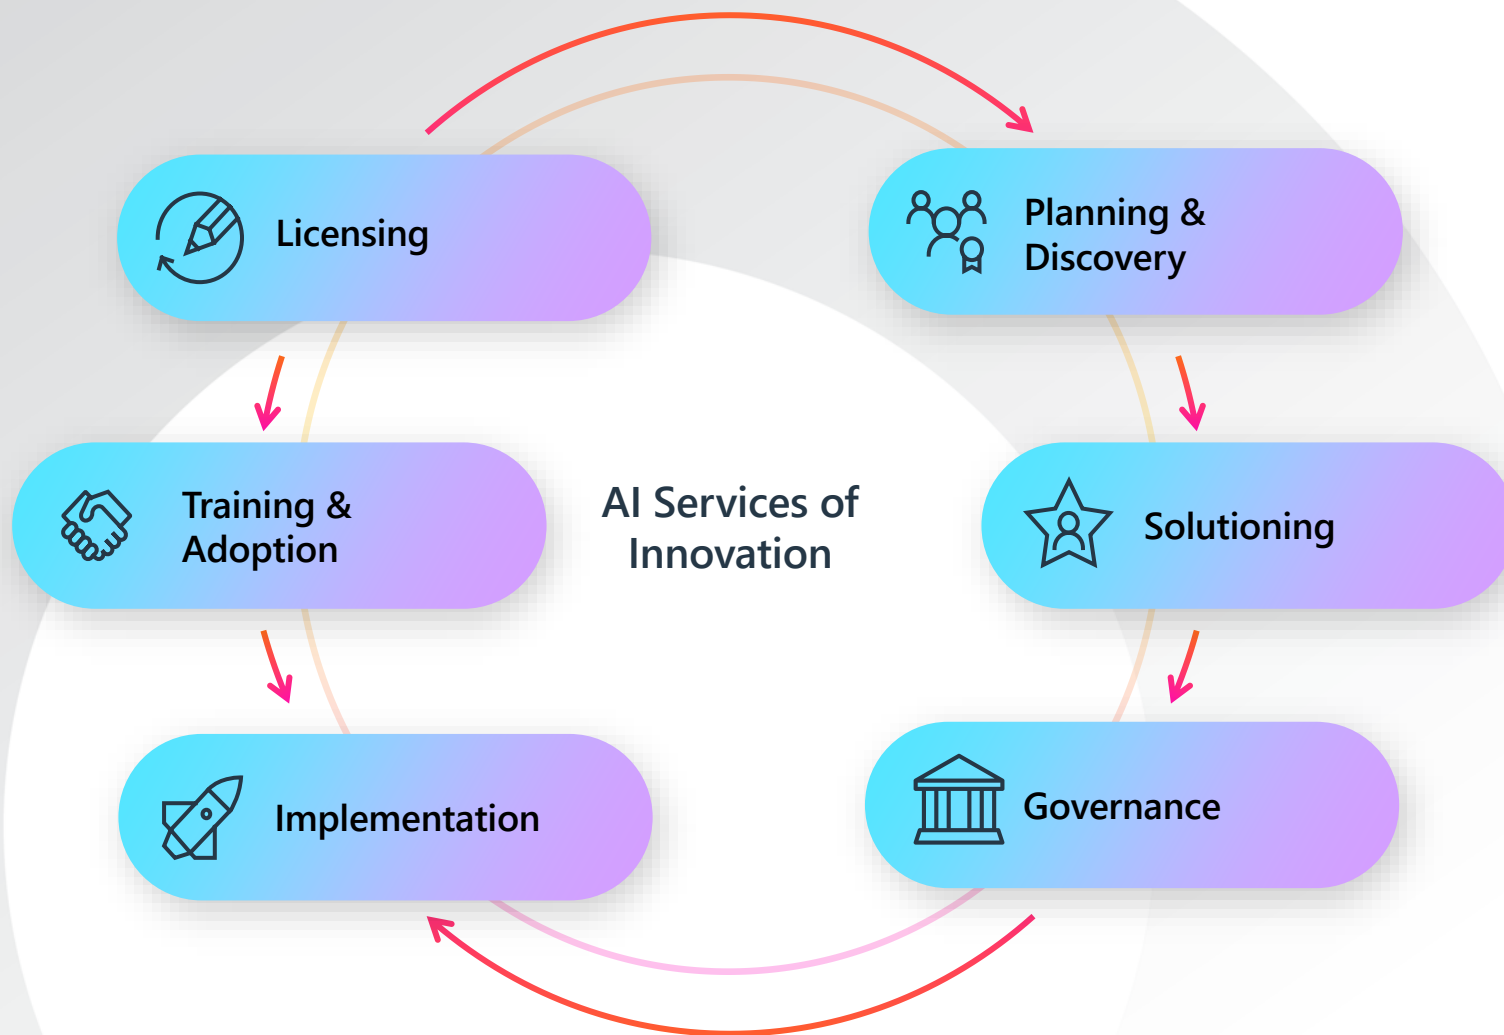 Licensing
Planning &
Discovery
Training &
Adoption
AI Services of
Innovation
Solutioning
Implementation
Governance